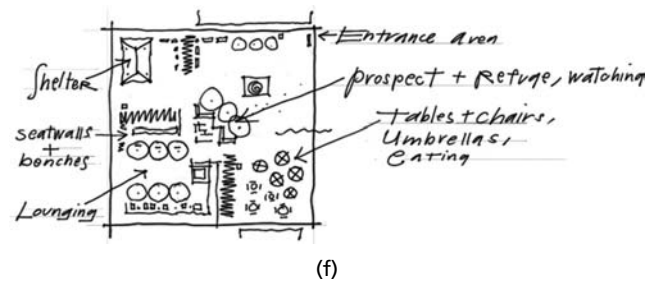 Entrance area
Shelter
prospect + Refuge, watching
tables + chairs,
umbrellas,
eating
seatwalls
+
benches
Lounging
(f)